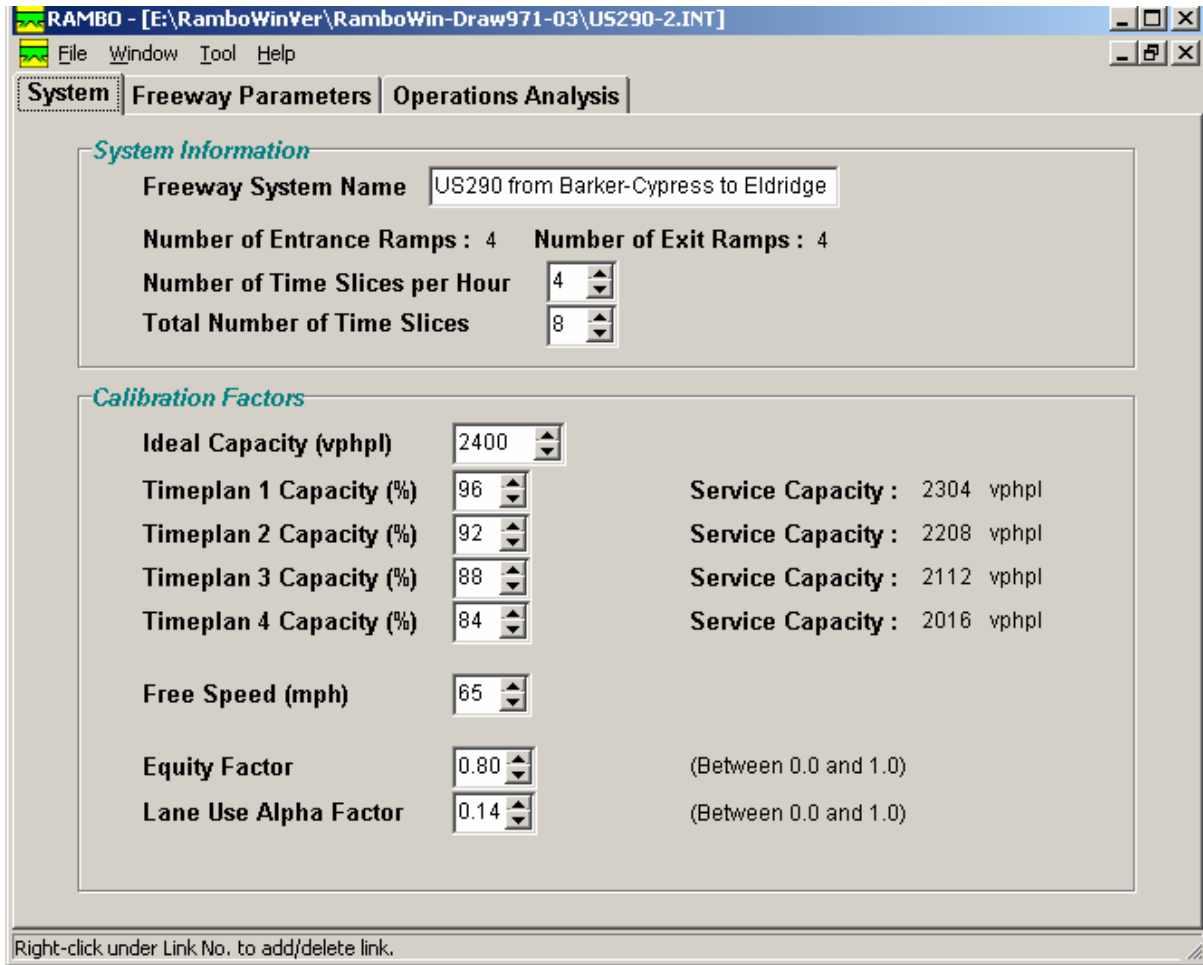 RAMBO - [E:\RamboWinVer\RamboWin-Draw971-03\US290-2.INT]
File Window Tool Help
System Freeway Parameters Operations Analysis
System Information
Freeway System Name US290 from Barker-Cypress to Eldridge
Number of Entrance Ramps : 4 Number of Exit Ramps : 4
Number of Time Slices per Hour 4
Total Number of Time Slices 8
Calibration Factors
Ideal Capacity (vphpl) 2400
Timeplan 1 Capacity (%) 96 Service Capacity : 2304 vphpl
Timeplan 2 Capacity (%) 92 Service Capacity : 2208 vphpl
Timeplan 3 Capacity (%) 88 Service Capacity : 2112 vphpl
Timeplan 4 Capacity (%) 84 Service Capacity : 2016 vphpl
Free Speed (mph) 65
Equity Factor 0.80 (Between 0.0 and 1.0)
Lane Use Alpha Factor 0.14 (Between 0.0 and 1.0)
Right-click under Link No. to add/delete link.